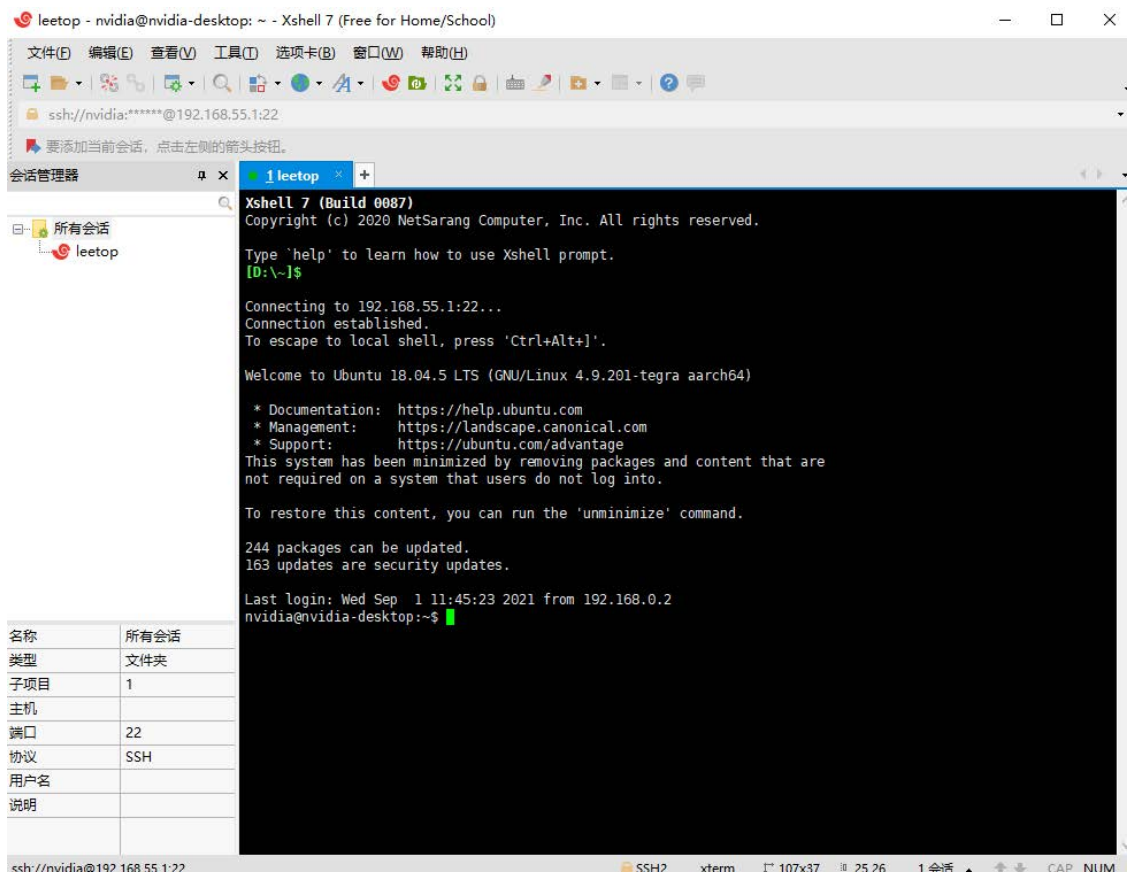 leetop - nvidia@nvidia-desktop: ~ - Xshell 7 (Free for Home/School)
文件(F) 编辑(E) 查看(V) 工具(T) 选项卡(B) 窗口(W) 帮助(H)
ssh://nvidia:******@192.168.55.1:22
要添加当前会话，点击左侧的箭头按钮。
会话管理器
1 leetop
所有会话
leetop
Xshell 7 (Build 0087)
Copyright (c) 2020 NetSarang Computer, Inc. All rights reserved.
Type `help' to learn how to use Xshell prompt.
[D:\~]$
Connecting to 192.168.55.1:22...
Connection established.
To escape to local shell, press 'Ctrl+Alt+]'.
Welcome to Ubuntu 18.04.5 LTS (GNU/Linux 4.9.201-tegra aarch64)
* Documentation: https://help.ubuntu.com
* Management: https://landscape.canonical.com
* Support: https://ubuntu.com/advantage
This system has been minimized by removing packages and content that are
not required on a system that users do not log into.
To restore this content, you can run the 'unminimize' command.
244 packages can be updated.
163 updates are security updates.
Last login: Wed Sep  1 11:45:23 2021 from 192.168.0.2
nvidia@nvidia-desktop:~$
名称 所有会话
类型 文件夹
子项目 1
主机
端口 22
协议 SSH
用户名
说明
ssh://nvidia@192.168.55.1:22 SSH2 xterm 107x37 25,26 1 会话 CAP NUM